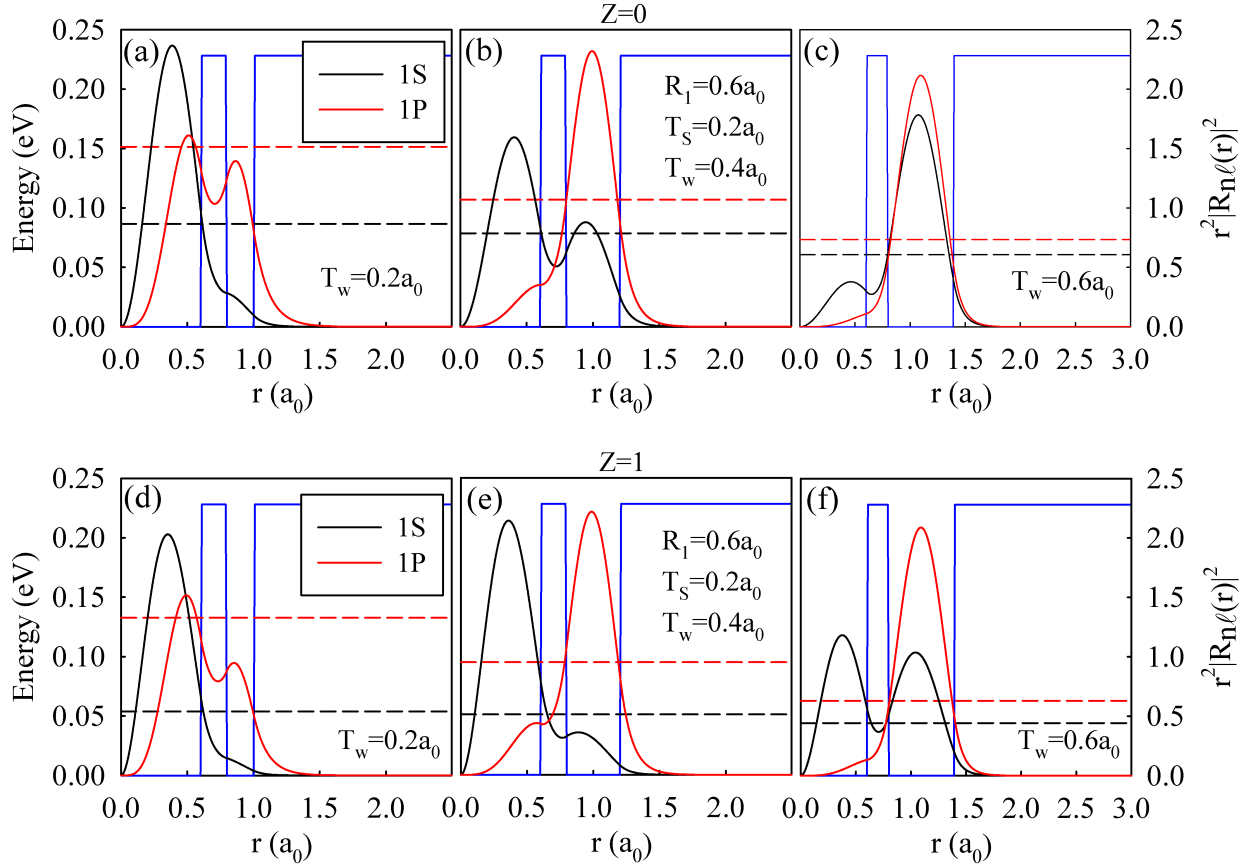 Z=0
(a)
1S
1P
T_w=0.2a_0
(b)
R_1=0.6a_0
T_S=0.2a_0
T_w=0.4a_0
(c)
T_w=0.6a_0
Energy (eV)
0.25
0.20
0.15
0.10
0.05
0.00
2.5
2.0
1.5
1.0
0.5
0.0
r^2|R_{nℓ}(r)|^2
0.0 0.5 1.0 1.5 2.0
0.0 0.5 1.0 1.5 2.0
0.0 0.5 1.0 1.5 2.0 2.5 3.0
r (a_0)
r (a_0)
r (a_0)
Z=1
(d)
1S
1P
T_w=0.2a_0
(e)
R_1=0.6a_0
T_S=0.2a_0
T_w=0.4a_0
(f)
T_w=0.6a_0
Energy (eV)
0.25
0.20
0.15
0.10
0.05
0.00
2.5
2.0
1.5
1.0
0.5
0.0
r^2|R_{nℓ}(r)|^2
0.0 0.5 1.0 1.5 2.0
0.0 0.5 1.0 1.5 2.0
0.0 0.5 1.0 1.5 2.0 2.5 3.0
r (a_0)
r (a_0)
r (a_0)